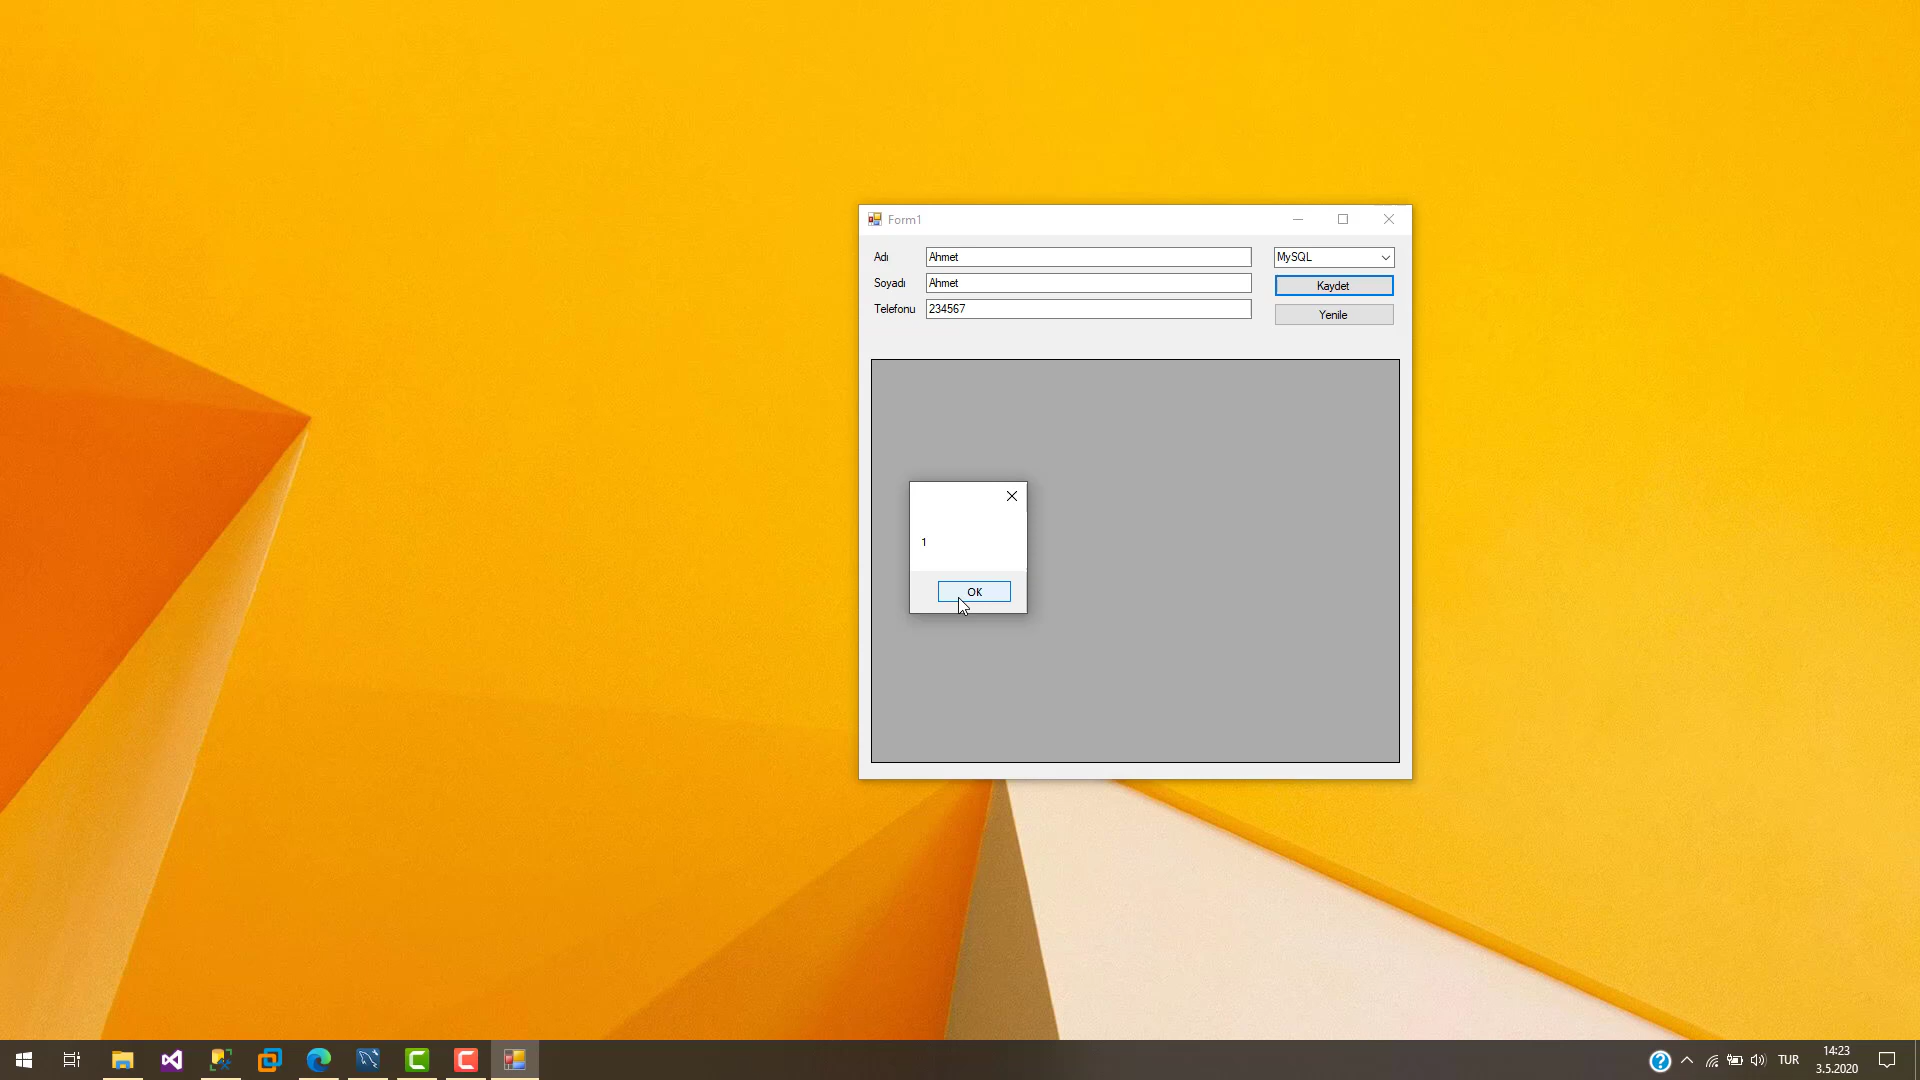 Form1
Adı Ahmet MySQL
Soyadı Ahmet Kaydet
Telefonu 234567 Yenile
1
OK
TUR 14:23
3.5.2020